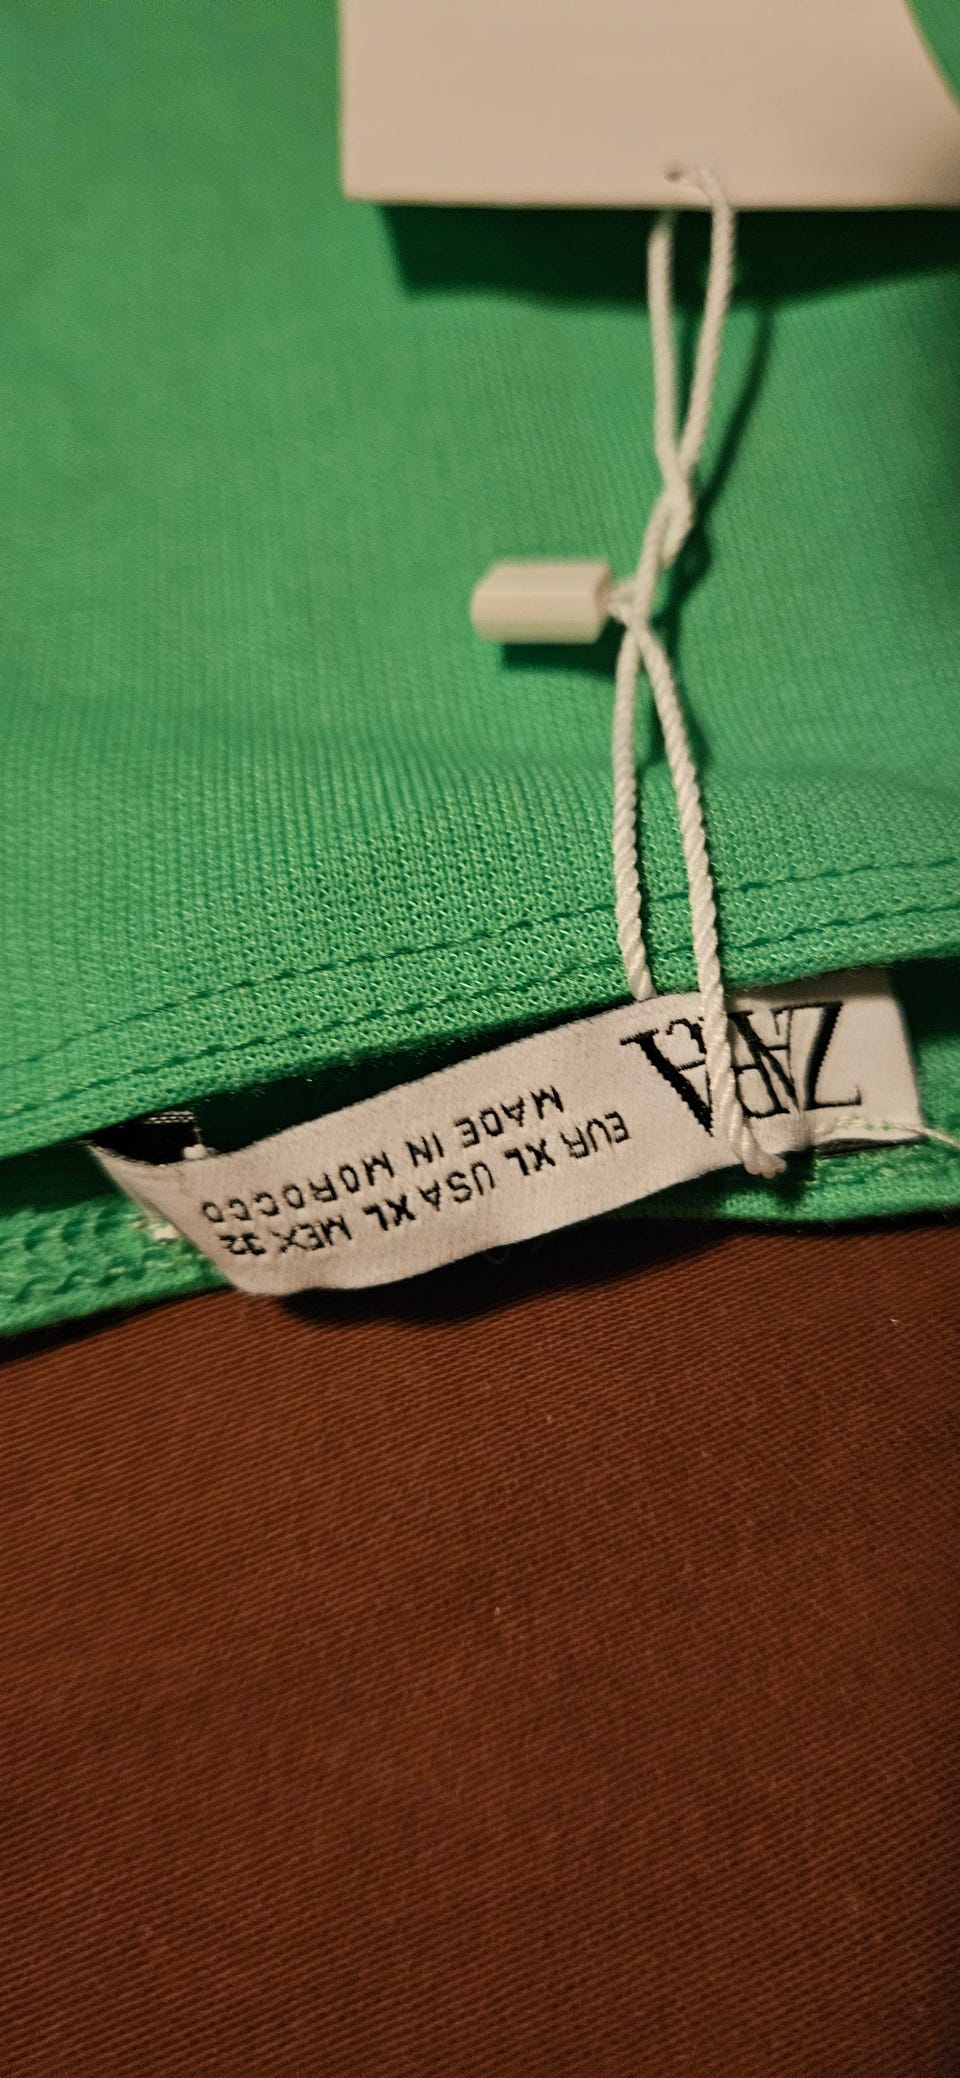 ZARA
EUR XL USA XL MEX 32
MADE IN MOROCCO